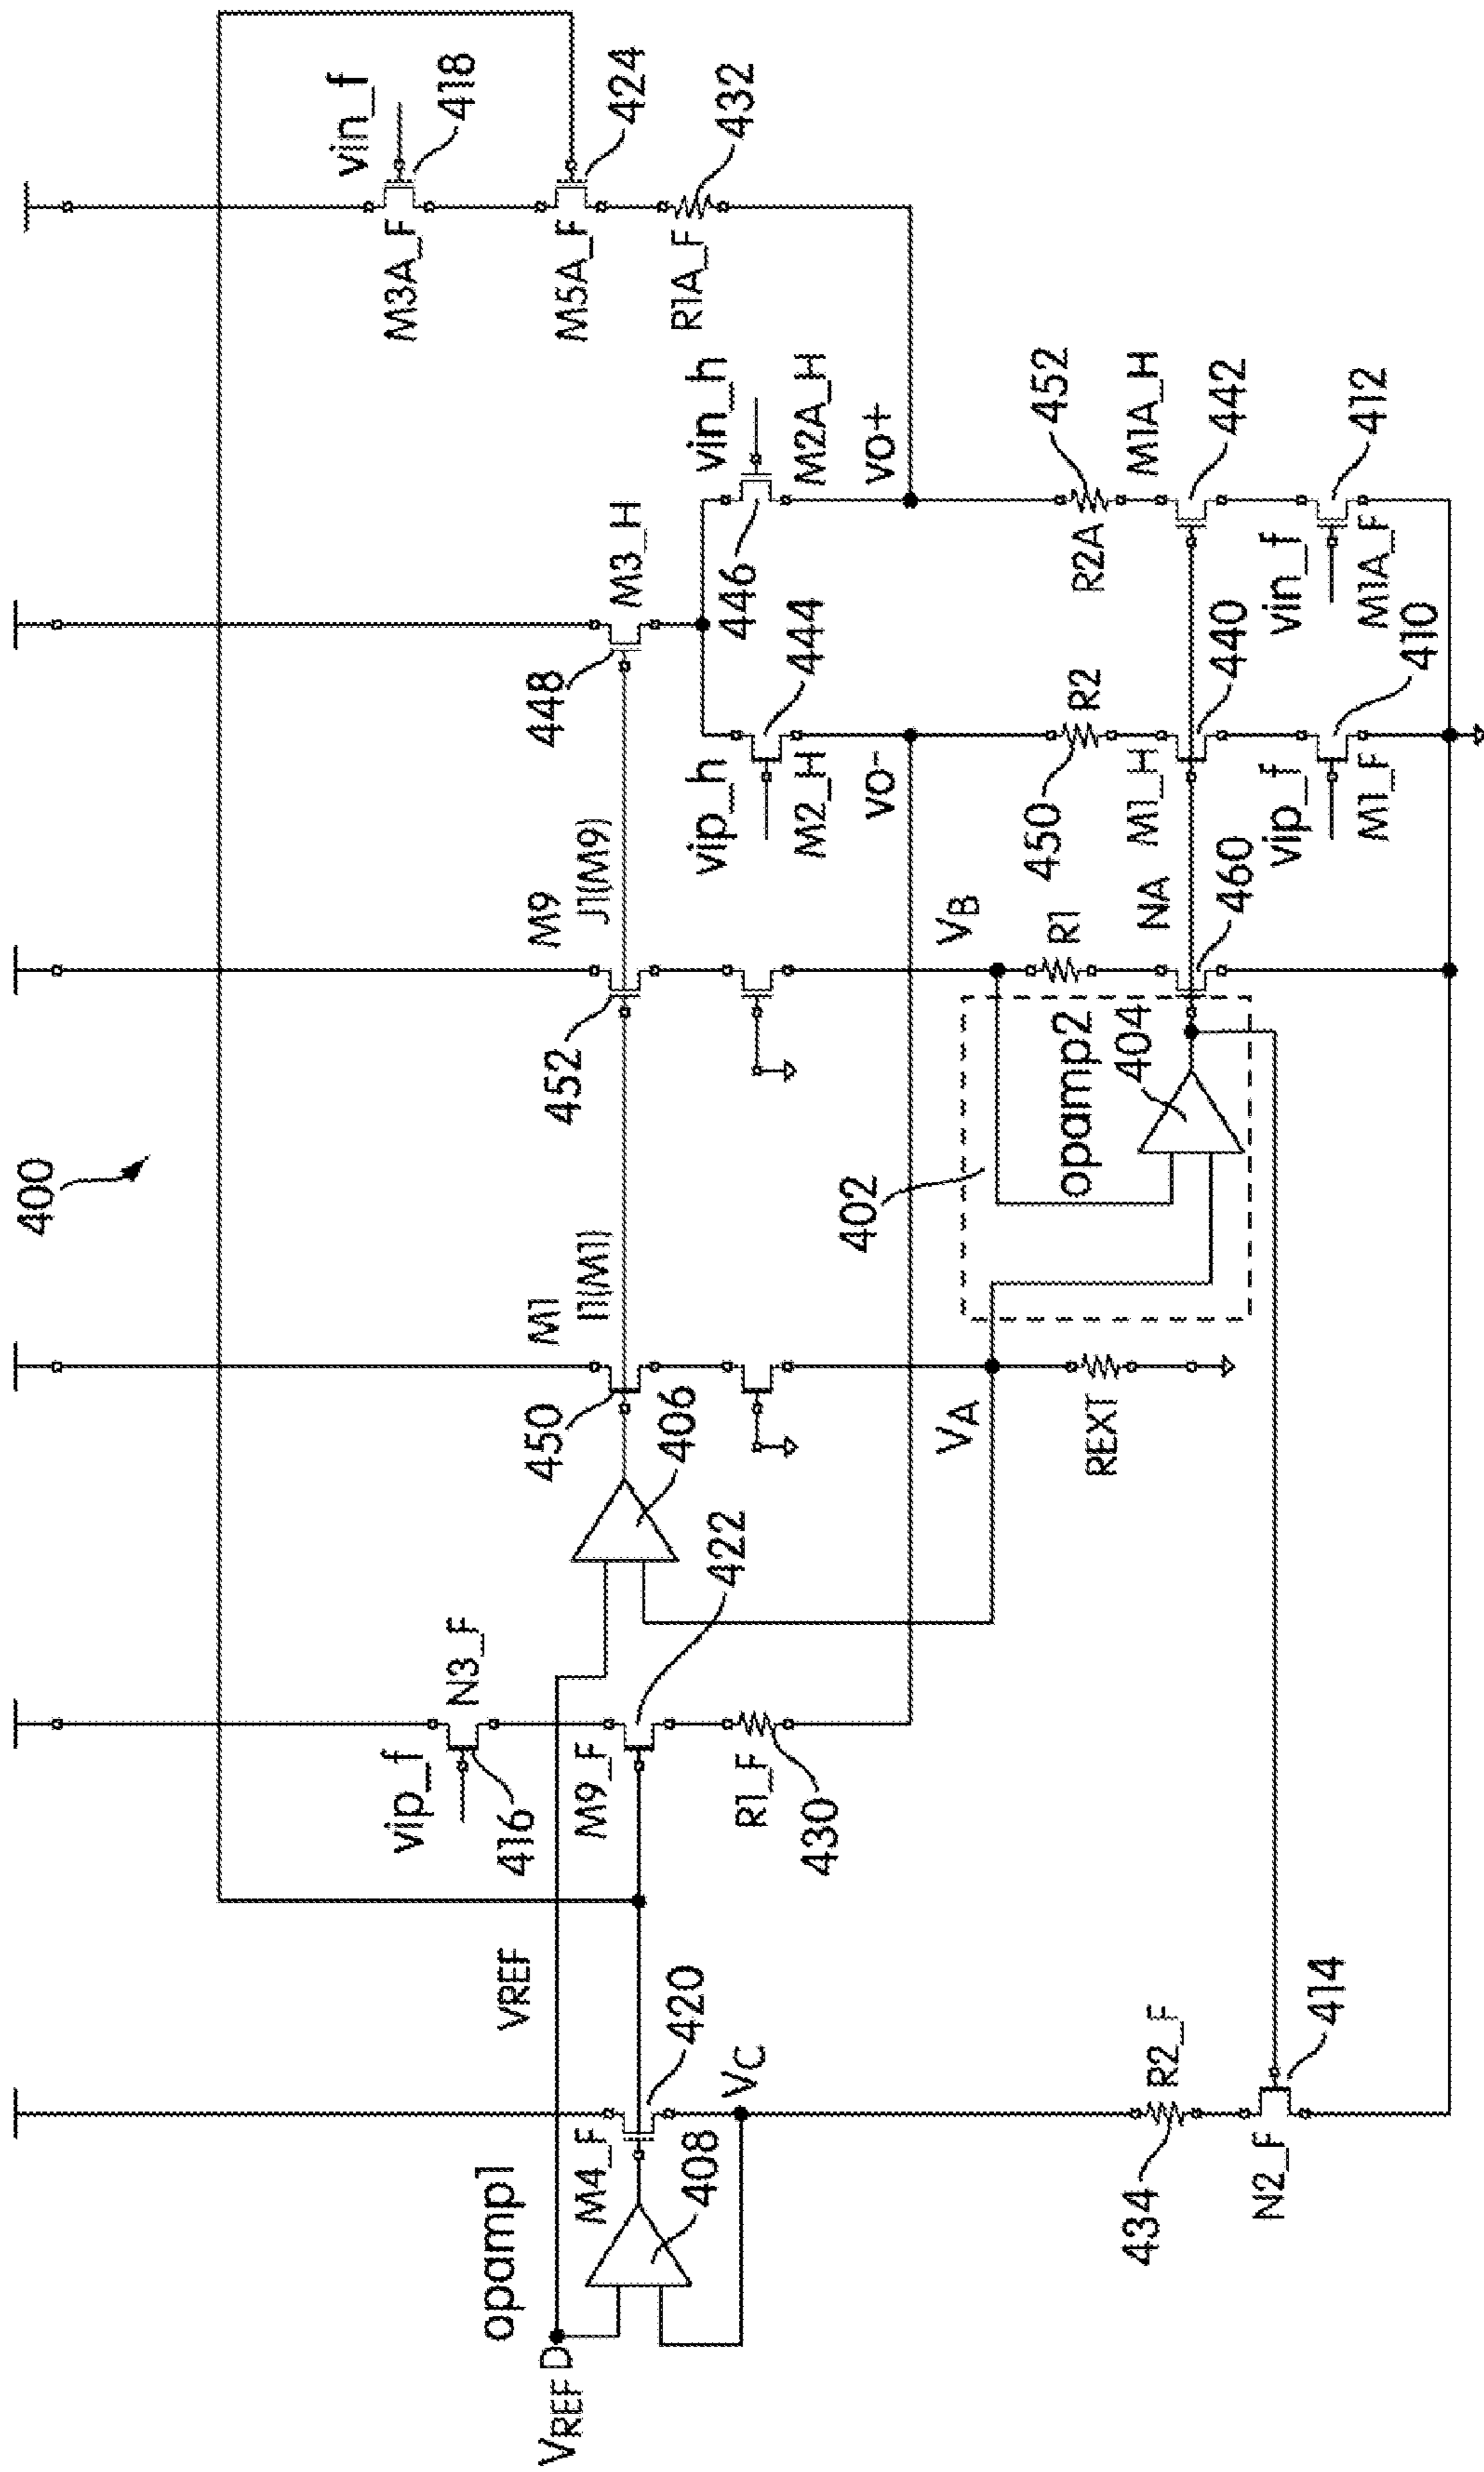 400
vin_f
418
M3A_F
424
M5A_F
432
R1A_F
vip_f
N3_F
416
VREF
opamp1
VREF D
M4_F
408
420
VC
M9_F
422
R1_F
430
406
450
M1
I1(M1)
452
M9
J1(M9)
448
M3_H
vip_h
444
M2_H
446
vin_h
M2A_H
vo-
vo+
VA
REXT
402
VB
R1
opamp2
404
NA
460
450
R2
M1_H
440
R2A
452
M1A_H
442
vip_f
M1_F
410
vin_f
M1A_F
412
434
R2_F
N2_F
414